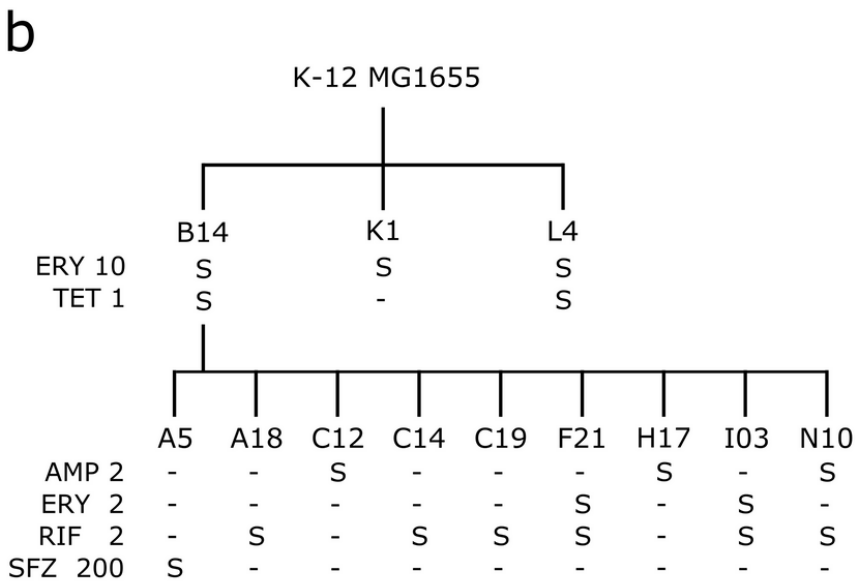 b
K-12 MG1655
B14 K1 L4
ERY 10 S S S
TET 1 S - S
A5 A18 C12 C14 C19 F21 H17 I03 N10
AMP 2 - - S - - - S - S
ERY 2 - - - - - S - S -
RIF 2 - S - S S S - S S
SFZ 200 S - - - - - - - -